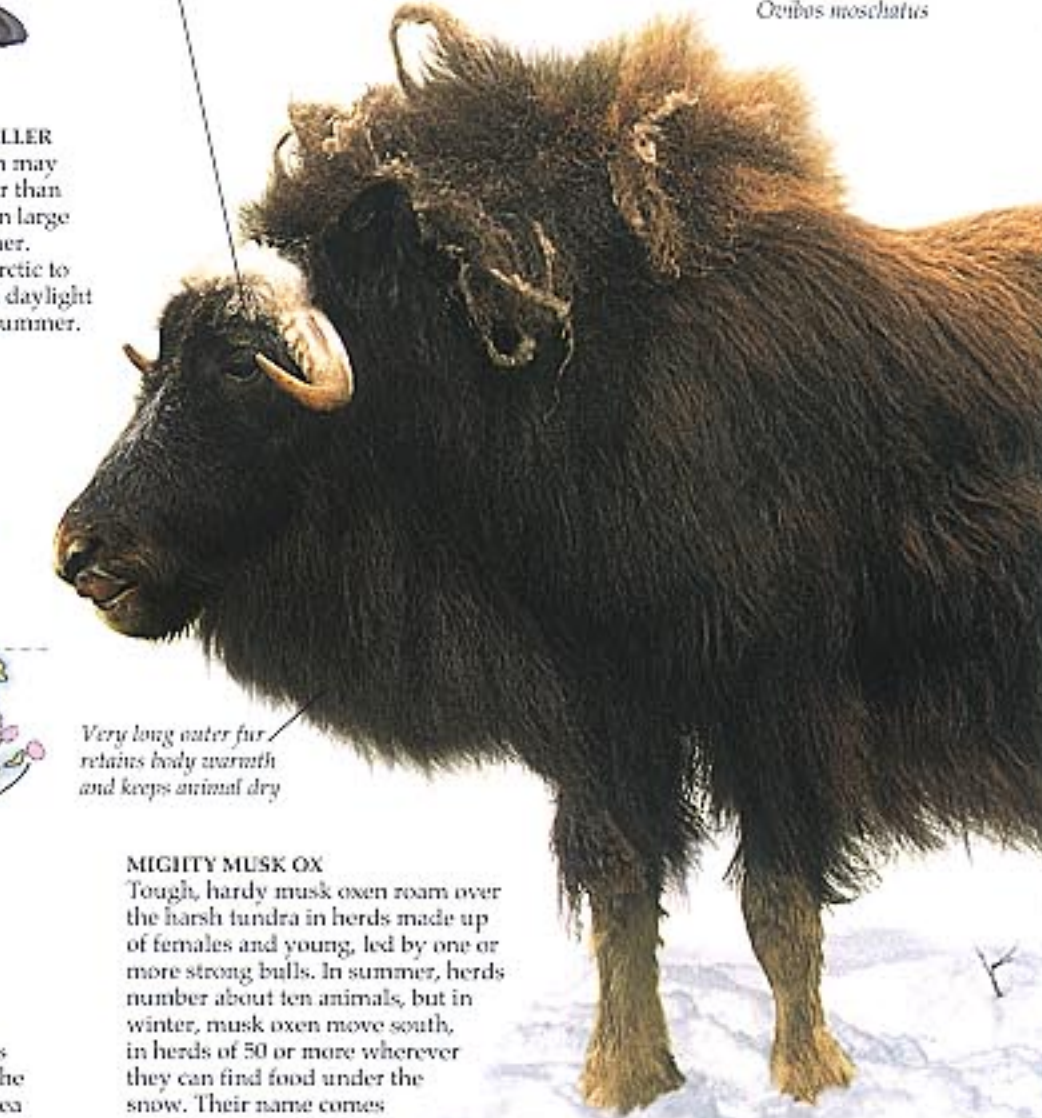 Ovibos moschatus
LLER
may
r than
n large
er.
rctic to
daylight
ummer.
Very long outer fur
retains body warmth
and keeps animal dry
MIGHTY MUSK OX
Tough, hardy musk oxen roam over
the harsh tundra in herds made up
of females and young, led by one or
more strong bulls. In summer, herds
number about ten animals, but in
winter, musk oxen move south,
in herds of 50 or more wherever
they can find food under the
snow. Their name comes
s
he
ea